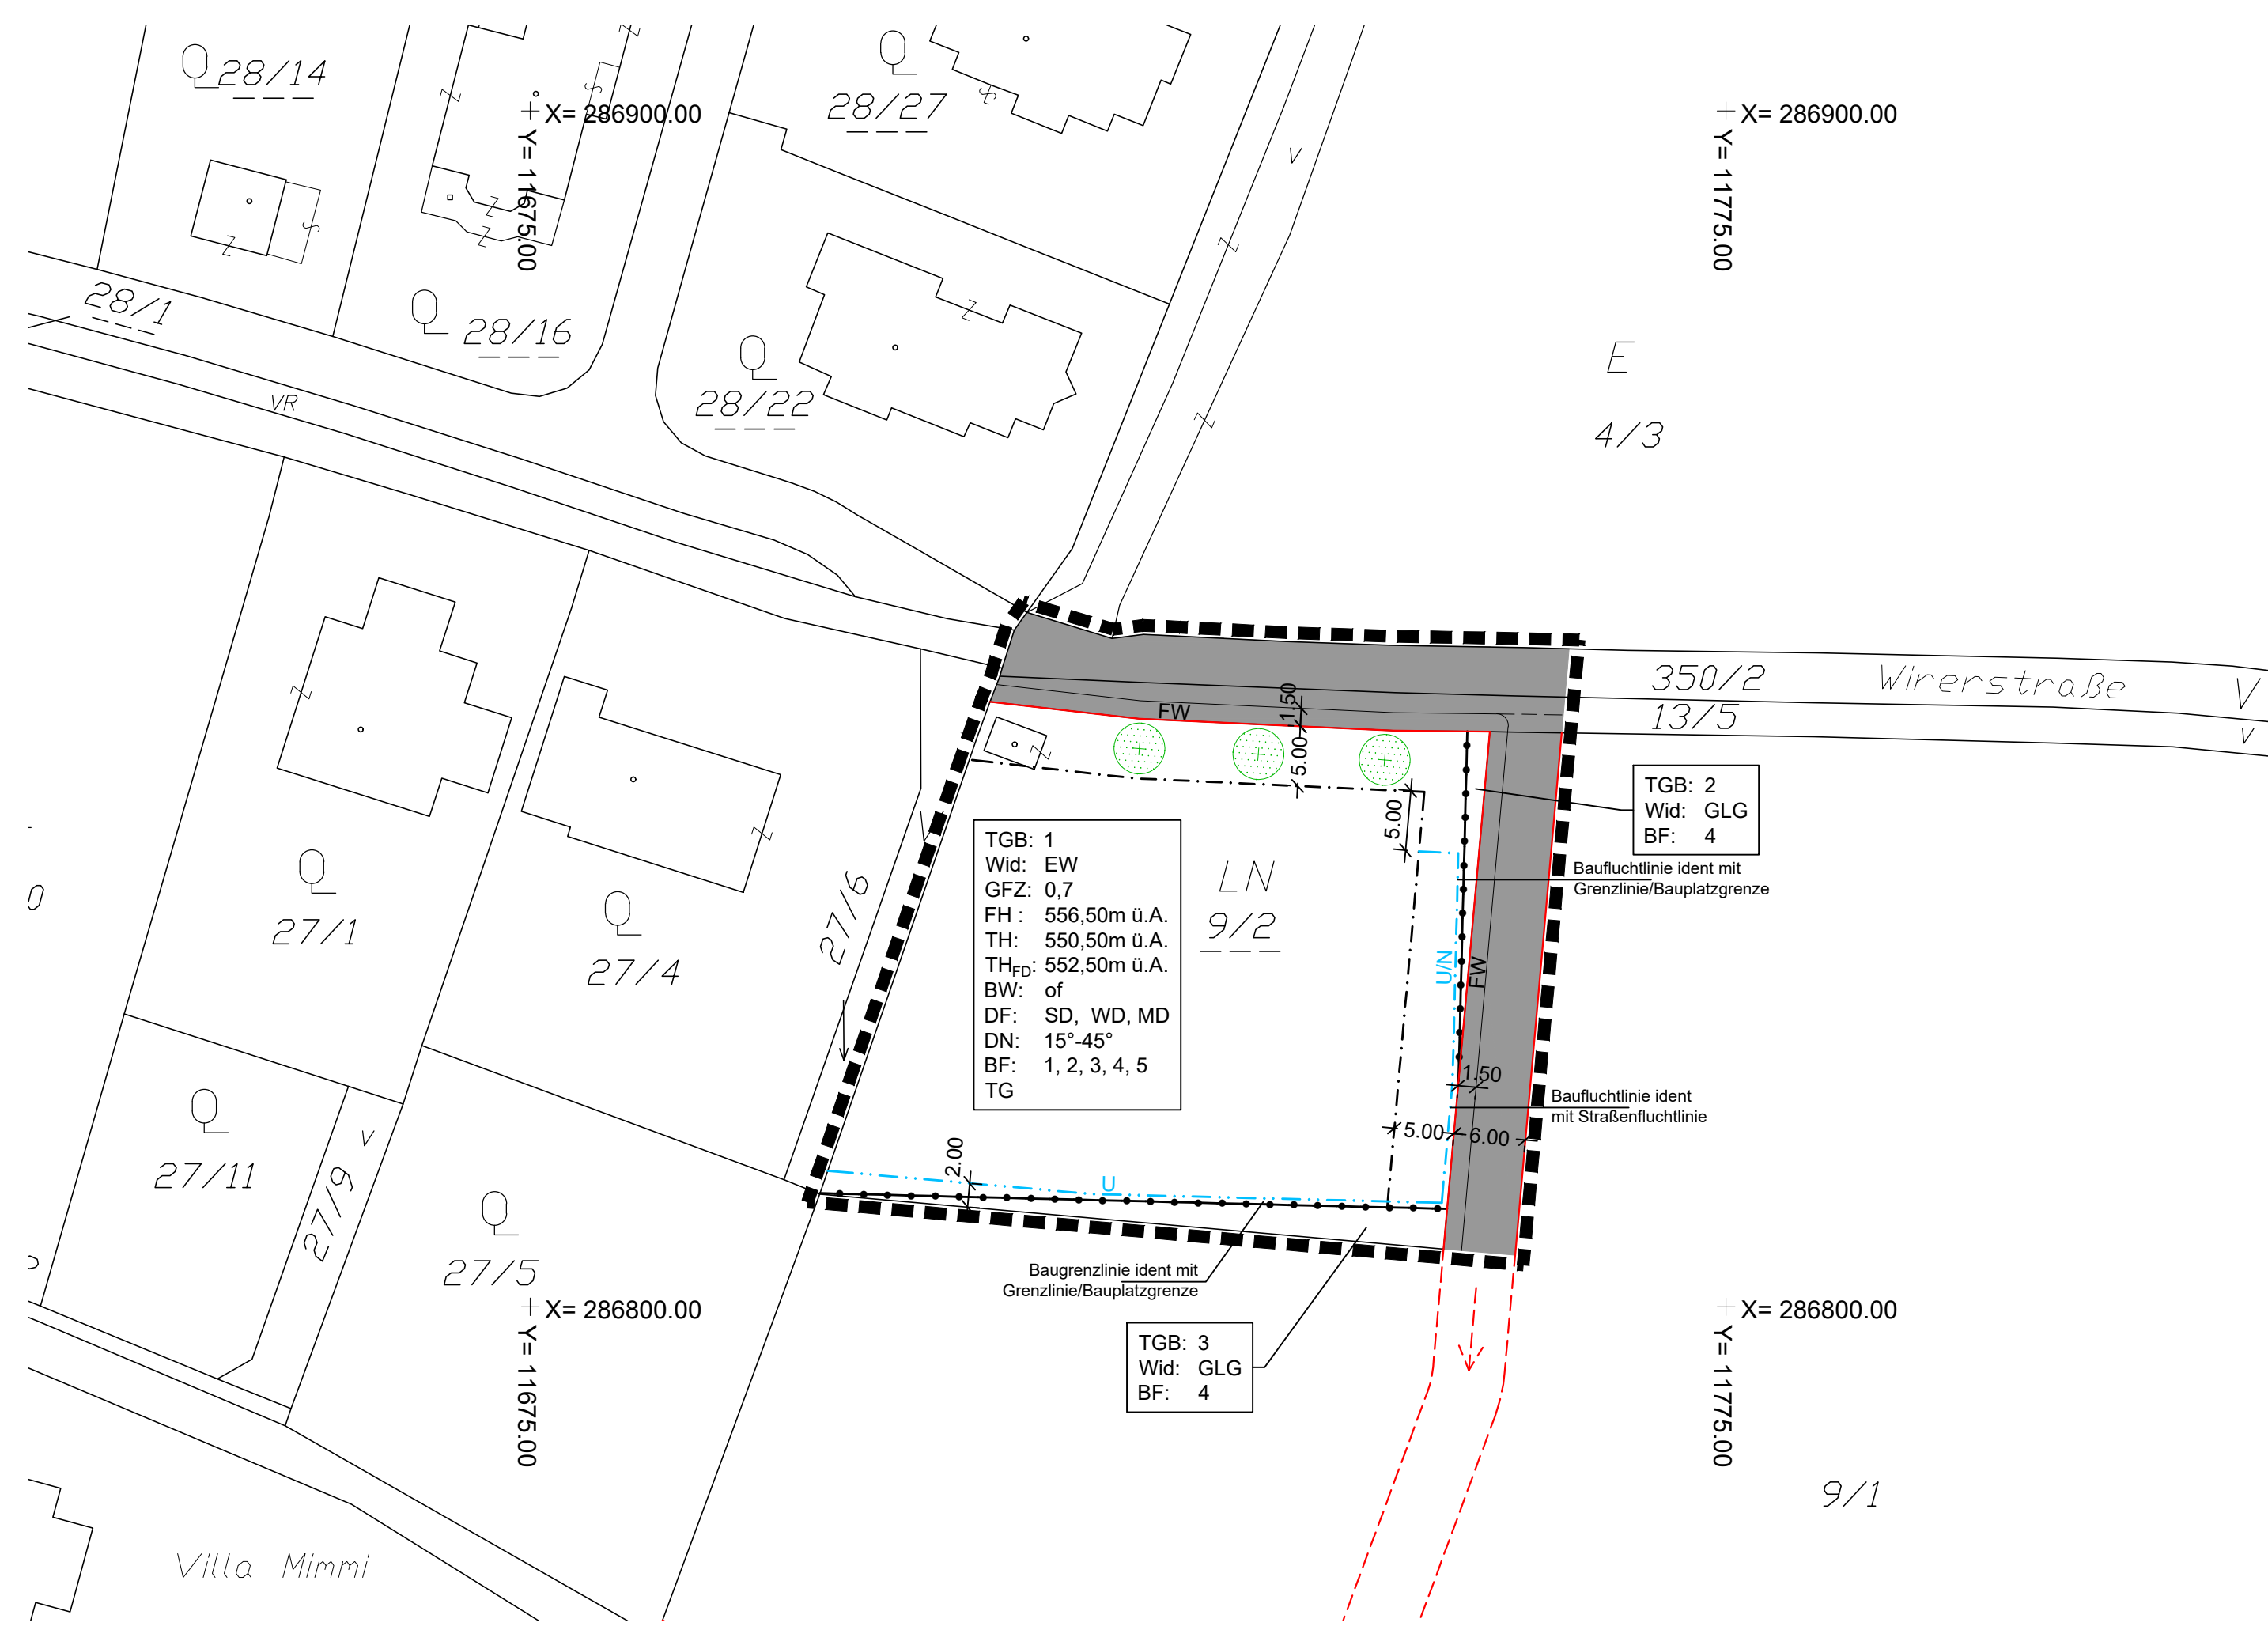 28/14
28/27
X= 286900.00
Y= 11675.00
X= 286900.00
Y= 11775.00
V
Z
Z
S
S
Z
Z
Z
S
Z
Z
Z
Z
28/1
28/16
28/22
VR
E
4/3
350/2
Wirerstraße
V
13/5
V
FW
1.50
5.00
5.00
Z
Z
Z
Z
TGB: 2
Wid: GLG
BF: 4
Baufluchtlinie ident mit
Grenzlinie/Bauplatzgrenze
TGB: 1
Wid: EW
GFZ: 0,7
FH : 556,50m ü.A.
TH: 550,50m ü.A.
THFD: 552,50m ü.A.
BW: of
DF: SD, WD, MD
DN: 15°-45°
BF: 1, 2, 3, 4, 5
TG
LN
9/2
27/1
27/4
27/6
U/N
FW
1.50
Baufluchtlinie ident
mit Straßenfluchtlinie
5.00
6.00
2.00
U
27/11
27/9
V
27/5
Baugrenzlinie ident mit
Grenzlinie/Bauplatzgrenze
TGB: 3
Wid: GLG
BF: 4
X= 286800.00
Y= 11675.00
X= 286800.00
Y= 11775.00
9/1
Villa Mimmi